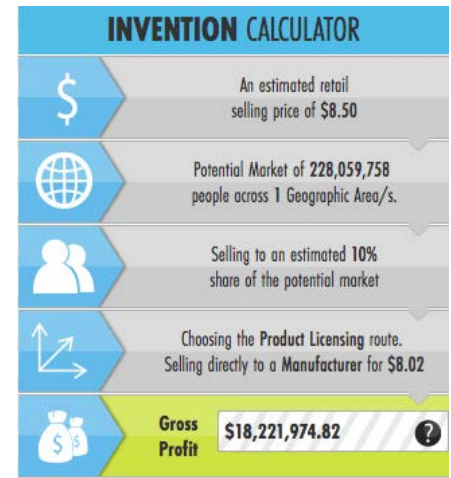 INVENTION CALCULATOR
$
An estimated retail
selling price of $8.50
Potential Market of 228,059,758
people across 1 Geographic Area/s.
Selling to an estimated 10%
share of the potential market
Choosing the Product Licensing route.
Selling directly to a Manufacturer for $8.02
$ $
Gross
Profit
$18,221,974.82
?